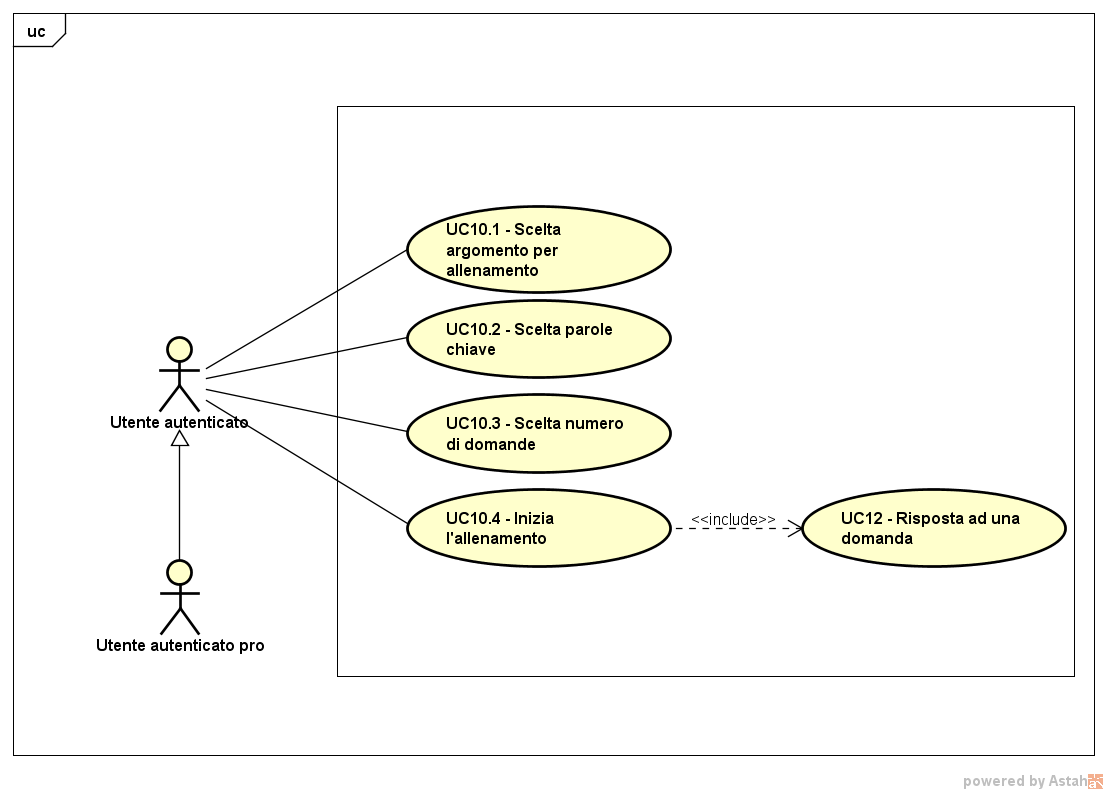 uc
UC10.1 - Scelta
argomento per
allenamento
UC10.2 - Scelta parole
chiave
Utente autenticato
UC10.3 - Scelta numero
di domande
UC10.4 - Inizia
l'allenamento
<<include>>
UC12 - Risposta ad una
domanda
Utente autenticato pro
powered by Astah